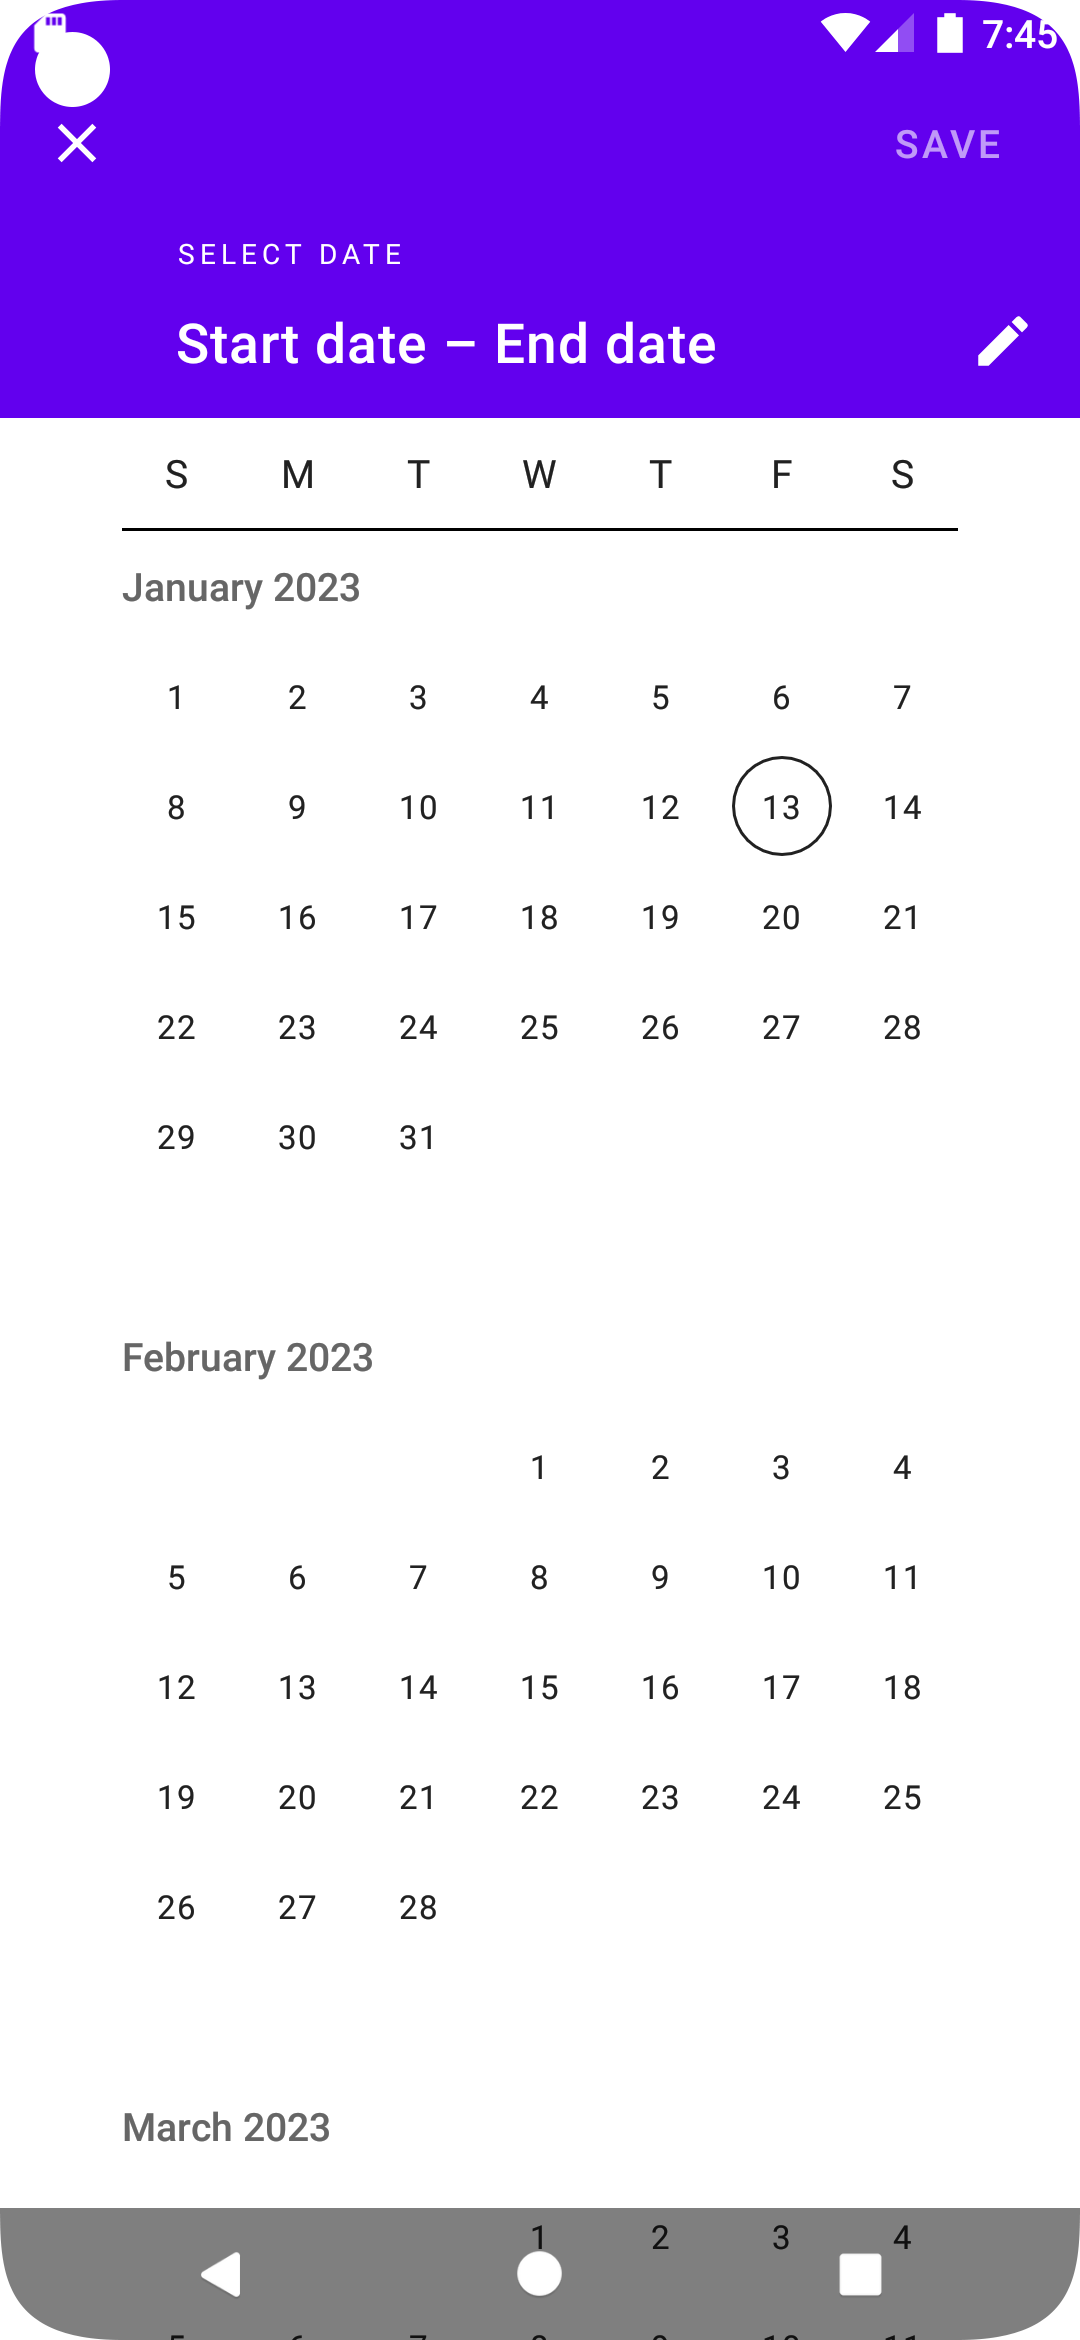 7:45
SAVE
SELECT DATE
Start date – End date
S M T W T F S
January 2023
1 2 3 4 5 6 7
8 9 10 11 12 13 14
15 16 17 18 19 20 21
22 23 24 25 26 27 28
29 30 31
February 2023
1 2 3 4
5 6 7 8 9 10 11
12 13 14 15 16 17 18
19 20 21 22 23 24 25
26 27 28
March 2023
1 2 3 4